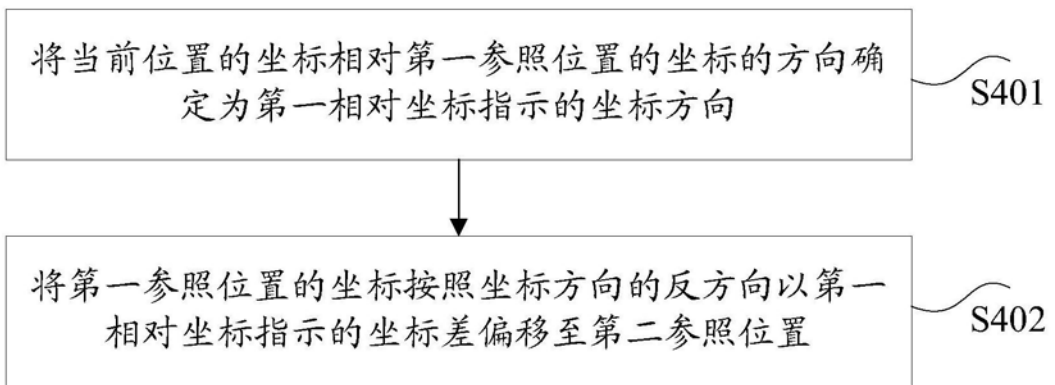 将当前位置的坐标相对第一参照位置的坐标的方向确
定为第一相对坐标指示的坐标方向
S401
将第一参照位置的坐标按照坐标方向的反方向以第一
相对坐标指示的坐标差偏移至第二参照位置
S402